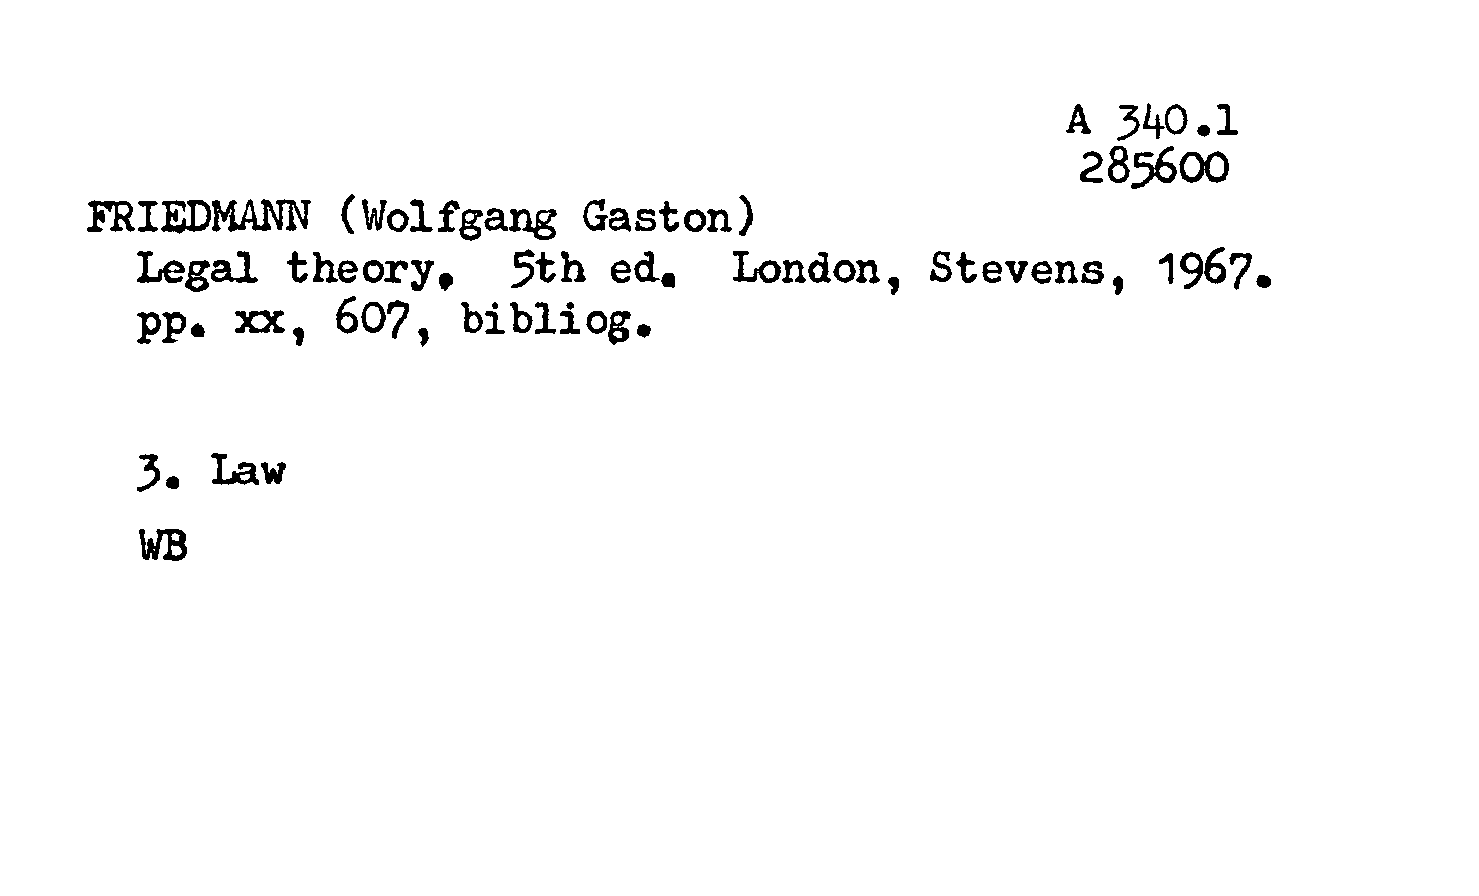 A 340.1
285600
FRIEDMANN (Wolfgang Gaston)
Legal theory. 5th ed. London, Stevens, 1967.
pp. xx, 607, bibliog.
3. Law
WB